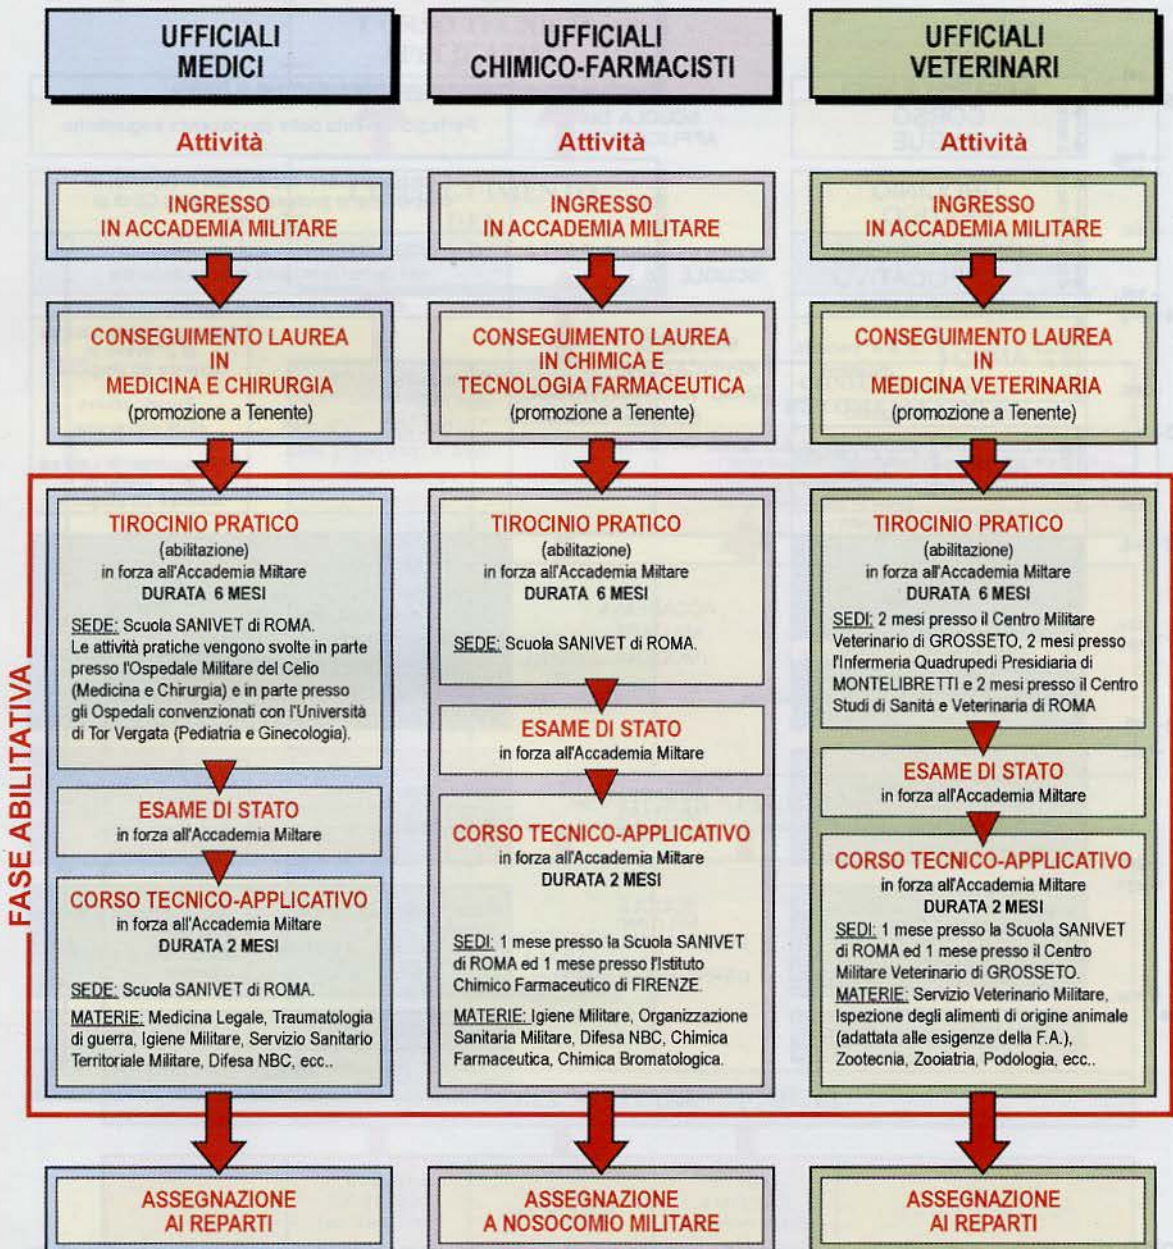 UFFICIALI
MEDICI
Attività
INGRESSO
IN ACCADEMIA MILITARE
CONSEGUIMENTO LAUREA
IN
MEDICINA E CHIRURGIA
(promozione a Tenente)
TIROCINIO PRATICO
(abilitazione)
in forza all'Accademia Miltare
DURATA 6 MESI
SEDE: Scuola SANIVET di ROMA.
Le attività pratiche vengono svolte in parte
presso l'Ospedale Militare del Celio
(Medicina e Chirurgia) e in parte presso
gli Ospedali convenzionati con l'Università
di Tor Vergata (Pediatria e Ginecologia).
ESAME DI STATO
in forza all'Accademia Miltare
CORSO TECNICO-APPLICATIVO
in forza all'Accademia Miltare
DURATA 2 MESI
SEDE: Scuola SANIVET di ROMA.
MATERIE: Medicina Legale, Traumatologia
di guerra, Igiene Militare, Servizio Sanitario
Territoriale Militare, Difesa NBC, ecc..
ASSEGNAZIONE
AI REPARTI
UFFICIALI
CHIMICO-FARMACISTI
Attività
INGRESSO
IN ACCADEMIA MILITARE
CONSEGUIMENTO LAUREA
IN CHIMICA E
TECNOLOGIA FARMACEUTICA
(promozione a Tenente)
TIROCINIO PRATICO
(abilitazione)
in forza all'Accademia Miltare
DURATA 6 MESI
SEDE: Scuola SANIVET di ROMA.
ESAME DI STATO
in forza all'Accademia Miltare
CORSO TECNICO-APPLICATIVO
in forza all'Accademia Miltare
DURATA 2 MESI
SEDI: 1 mese presso la Scuola SANIVET
di ROMA ed 1 mese presso l'Istituto
Chimico Farmaceutico di FIRENZE.
MATERIE: Igiene Militare, Organizzazione
Sanitaria Militare, Difesa NBC, Chimica
Farmaceutica, Chimica Bromatologica.
ASSEGNAZIONE
A NOSOCOMIO MILITARE
UFFICIALI
VETERINARI
Attività
INGRESSO
IN ACCADEMIA MILITARE
CONSEGUIMENTO LAUREA
IN
MEDICINA VETERINARIA
(promozione a Tenente)
TIROCINIO PRATICO
(abilitazione)
in forza all'Accademia Miltare
DURATA 6 MESI
SEDI: 2 mesi presso il Centro Militare
Veterinario di GROSSETO, 2 mesi presso
l'Infermeria Quadrupedi Presidiaria di
MONTELIBRETTI e 2 mesi presso il Centro
Studi di Sanità e Veterinaria di ROMA
ESAME DI STATO
in forza all'Accademia Miltare
CORSO TECNICO-APPLICATIVO
in forza all'Accademia Miltare
DURATA 2 MESI
SEDI: 1 mese presso la Scuola SANIVET
di ROMA ed 1 mese presso il Centro
Militare Veterinario di GROSSETO.
MATERIE: Servizio Veterinario Militare,
Ispezione degli alimenti di origine animale
(adattata alle esigenze della F.A.),
Zootecnia, Zooiatria, Podologia, ecc..
ASSEGNAZIONE
AI REPARTI
FASE ABILITATIVA